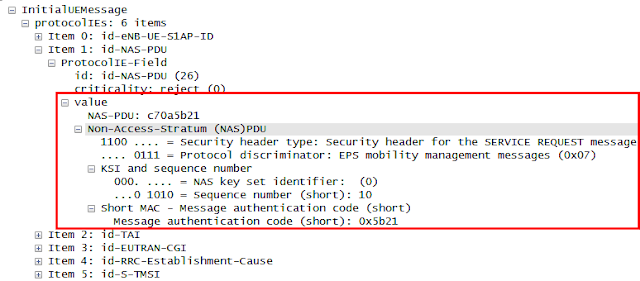 InitialUEMessage
protocolIEs: 6 items
Item 0: id-eNB-UE-S1AP-ID
Item 1: id-NAS-PDU
ProtocolIE-Field
id: id-NAS-PDU (26)
criticality: reject (0)
value
NAS-PDU: c70a5b21
Non-Access-Stratum (NAS)PDU
1100 .... = Security header type: Security header for the SERVICE REQUEST message
.... 0111 = Protocol discriminator: EPS mobility management messages (0x07)
KSI and sequence number
000. .... = NAS key set identifier:  (0)
...0 1010 = Sequence number (short): 10
Short MAC - Message authentication code (short)
Message authentication code (short): 0x5b21
Item 2: id-TAI
Item 3: id-EUTRAN-CGI
Item 4: id-RRC-Establishment-Cause
Item 5: id-S-TMSI